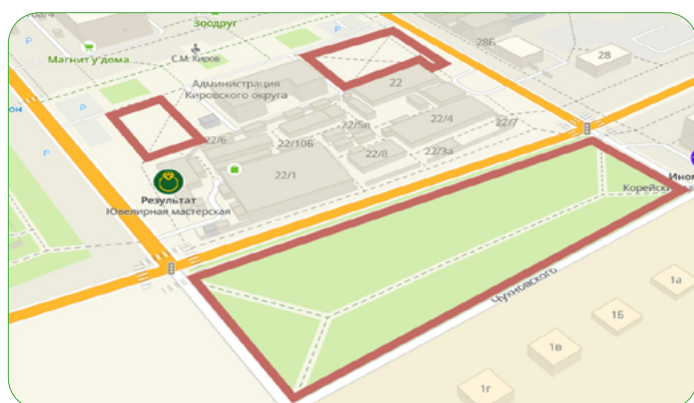 Зоодруг
Магнит у дома
С.М. Киров
Р
28Б
28
Администрация
Кировского округа
22
Р
22/5в
22/4
22/7
22/6
22/10Б
22/8
22/3а
Р
22/1
Результат
Ювелирная мастерская
Корейски
Чухновского
1а
1Б
1в
1г